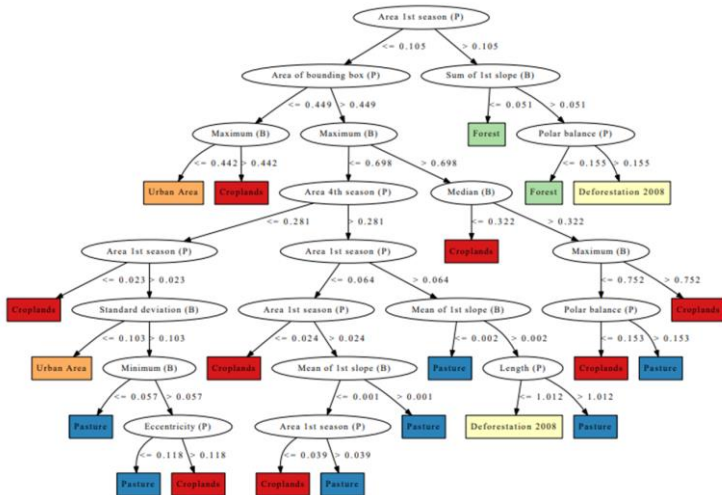 Area 1st season (P)
<= 0.105 > 0.105
Area of bounding box (P) Sum of 1st slope (B)
<= 0.449 > 0.449 <= 0.051 > 0.051
Maximum (B) Maximum (B) Forest Polar balance (P)
<= 0.442 > 0.442 <= 0.698 > 0.698 <= 0.155 > 0.155
Urban Area Croplands Area 4th season (P) Median (B) Forest Deforestation 2008
<= 0.281 > 0.281 <= 0.322 > 0.322
Area 1st season (P) Area 1st season (P) Croplands Maximum (B)
<= 0.023 > 0.023 <= 0.064 > 0.064 <= 0.752 > 0.752
Croplands Standard deviation (B) Area 1st season (P) Mean of 1st slope (B) Polar balance (P) Croplands
<= 0.103 > 0.103 <= 0.024 > 0.024 <= 0.002 > 0.002 <= 0.153 > 0.153
Urban Area Minimum (B) Croplands Mean of 1st slope (B) Pasture Length (P) Croplands Pasture
<= 0.057 > 0.057 <= 0.001 > 0.001 <= 1.012 > 1.012
Pasture Eccentricity (P) Area 1st season (P) Pasture Deforestation 2008 Pasture
<= 0.118 > 0.118 <= 0.039 > 0.039
Pasture Croplands Croplands Pasture